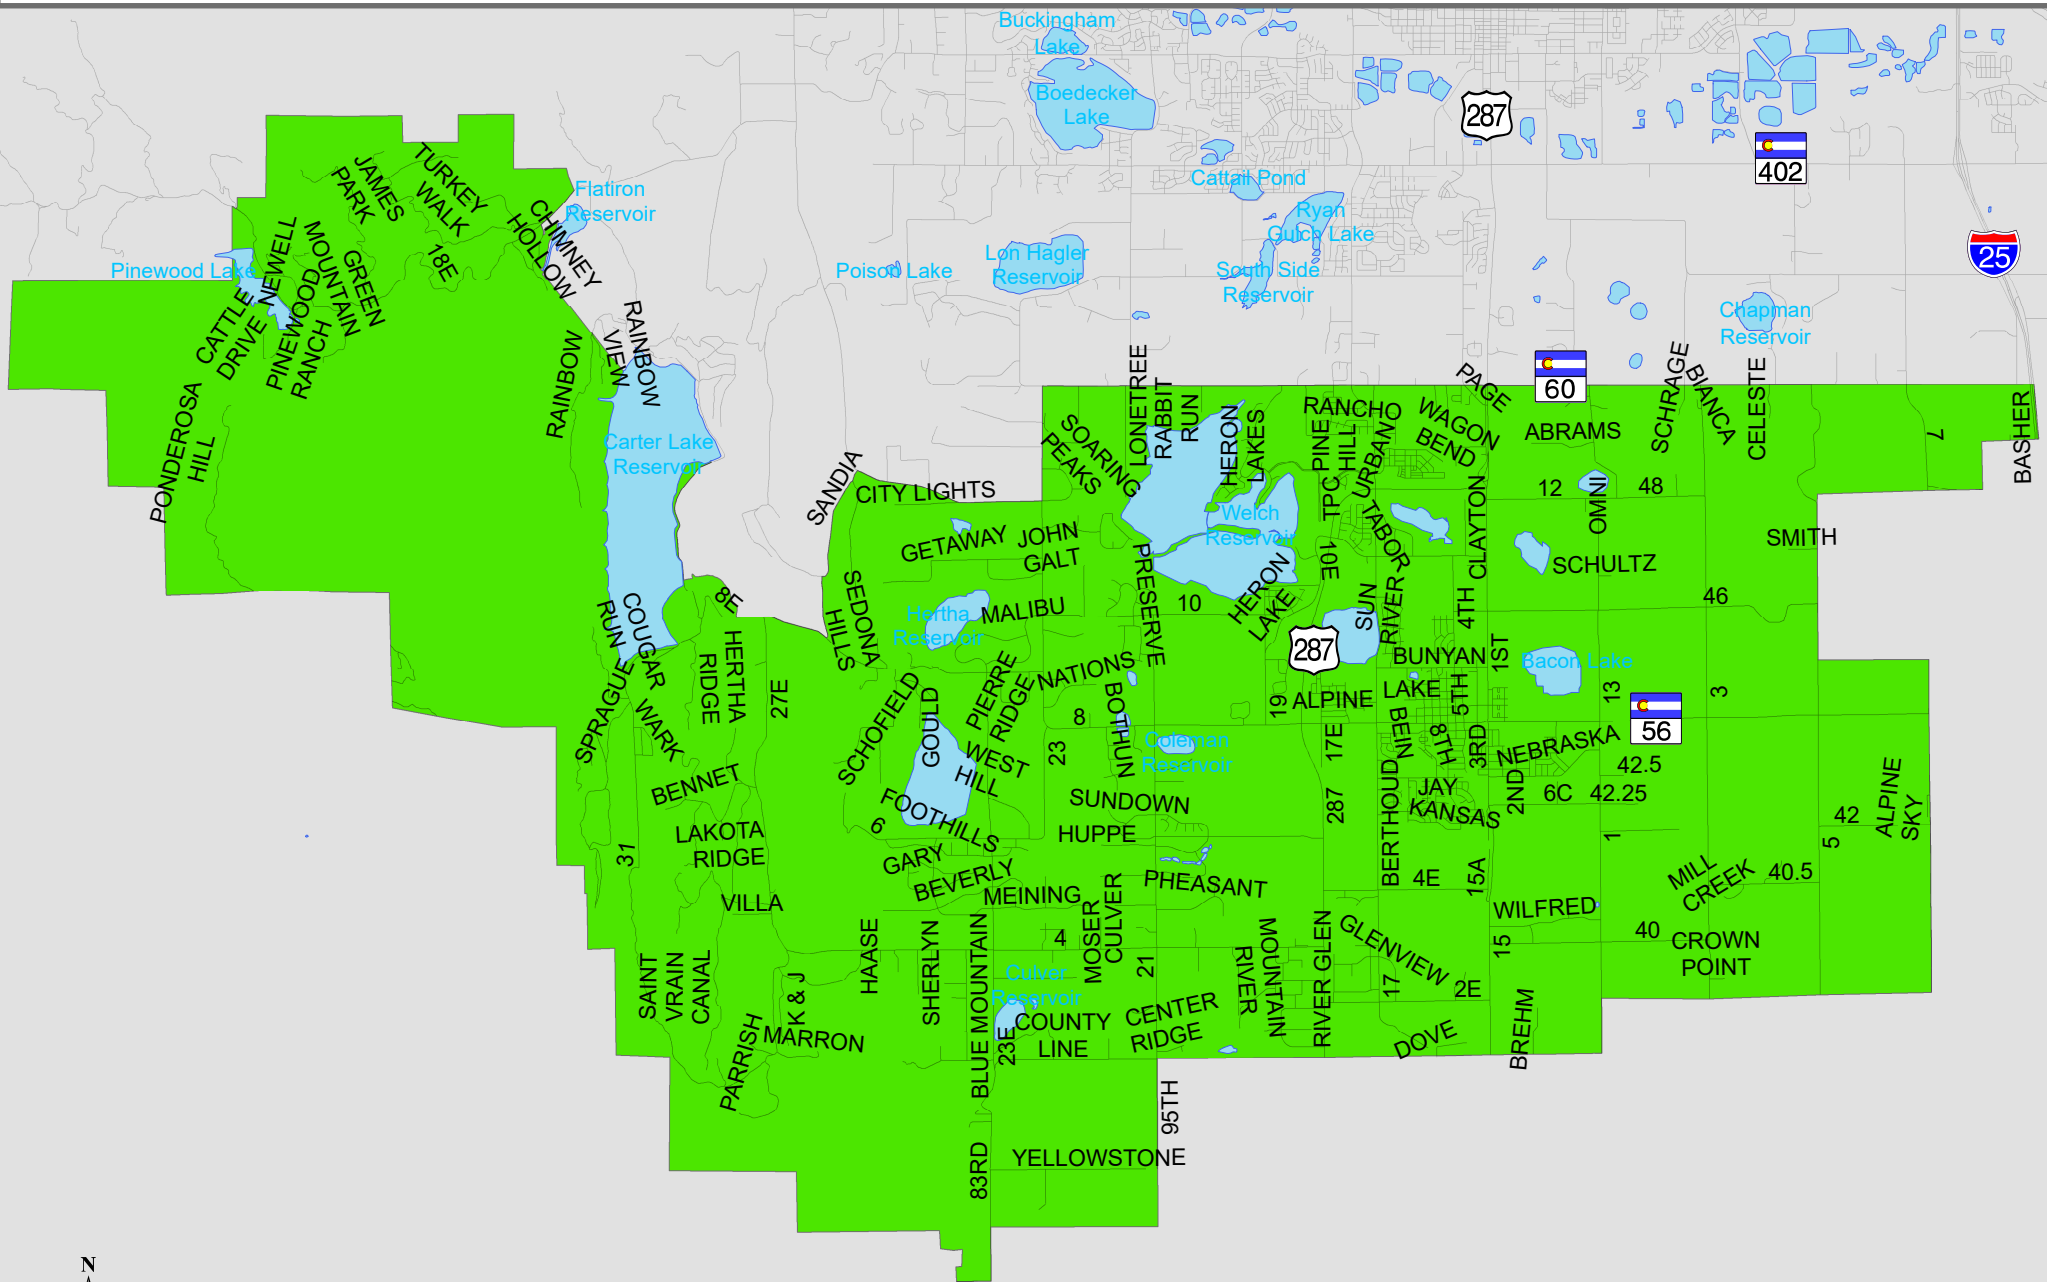 Buckingham
Lake
Boedecker
Lake
287
402
Cattail Pond
Ryan
Gulch Lake
South Side
Reservoir
25
Flatiron
Reservoir
Pinewood Lake
Poison Lake
Lon Hagler
Reservoir
Chapman
Reservoir
JAMES
PARK
TURKEY
WALK
CHIMNEY
HOLLOW
18E
NEWELL
GREEN
MOUNTAIN
CATTLE
DRIVE
PINEWOOD
RANCH
RAINBOW
VIEW
RAINBOW
PONDEROSA
HILL
Carter Lake
Reservoir
60
LONETREE
RABBIT
RUN
SOARING
PEAKS
HERON
LAKES
RANCHO
PINE
HILL
URBAN
WAGON
BEND
PAGE
ABRAMS
SCHRAGE
BIANCA
CELESTE
7
BASHER
SANDIA
CITY LIGHTS
GETAWAY
JOHN
GALT
Welch
Reservoir
TPC
TABOR
CLAYTON
12
OMNI
48
SMITH
SCHULTZ
10E
PRESERVE
SEDONA
HILLS
Hertha
Reservoir
MALIBU
10
HERON
LAKE
SUN
RIVER
4TH
46
8E
COUGAR
RUN
HERTHA
RIDGE
27E
SPRAGUE
WARK
SCHOFIELD
GOULD
PIERRE
RIDGE
NATIONS
BOTHUN
8
23
287
BUNYAN
1ST
Bacon Lake
19
ALPINE
LAKE
5TH
13
3
56
17E
BEIN
8TH
3RD
NEBRASKA
42.5
Coleman
Reservoir
WEST
HILL
BENNET
FOOTHILLS
6
SUNDOWN
HUPPE
287
BERTHOUD
JAY
KANSAS
2ND
6C
42.25
1
42
5
ALPINE
SKY
LAKOTA
RIDGE
31
GARY
BEVERLY
MEINING
PHEASANT
4E
15A
MILL
CREEK
40.5
VILLA
WILFRED
HAASE
SHERLYN
BLUE MOUNTAIN
4
MOSER
CULVER
21
RIVER
MOUNTAIN
RIVER GLEN
GLENVIEW
17
2E
15
40
CROWN
POINT
SAINT
VRAIN
CANAL
K & J
Culver
Reservoir
23E
COUNTY
LINE
CENTER
RIDGE
DOVE
BREHM
PARRISH
MARRON
95TH
83RD
YELLOWSTONE
N